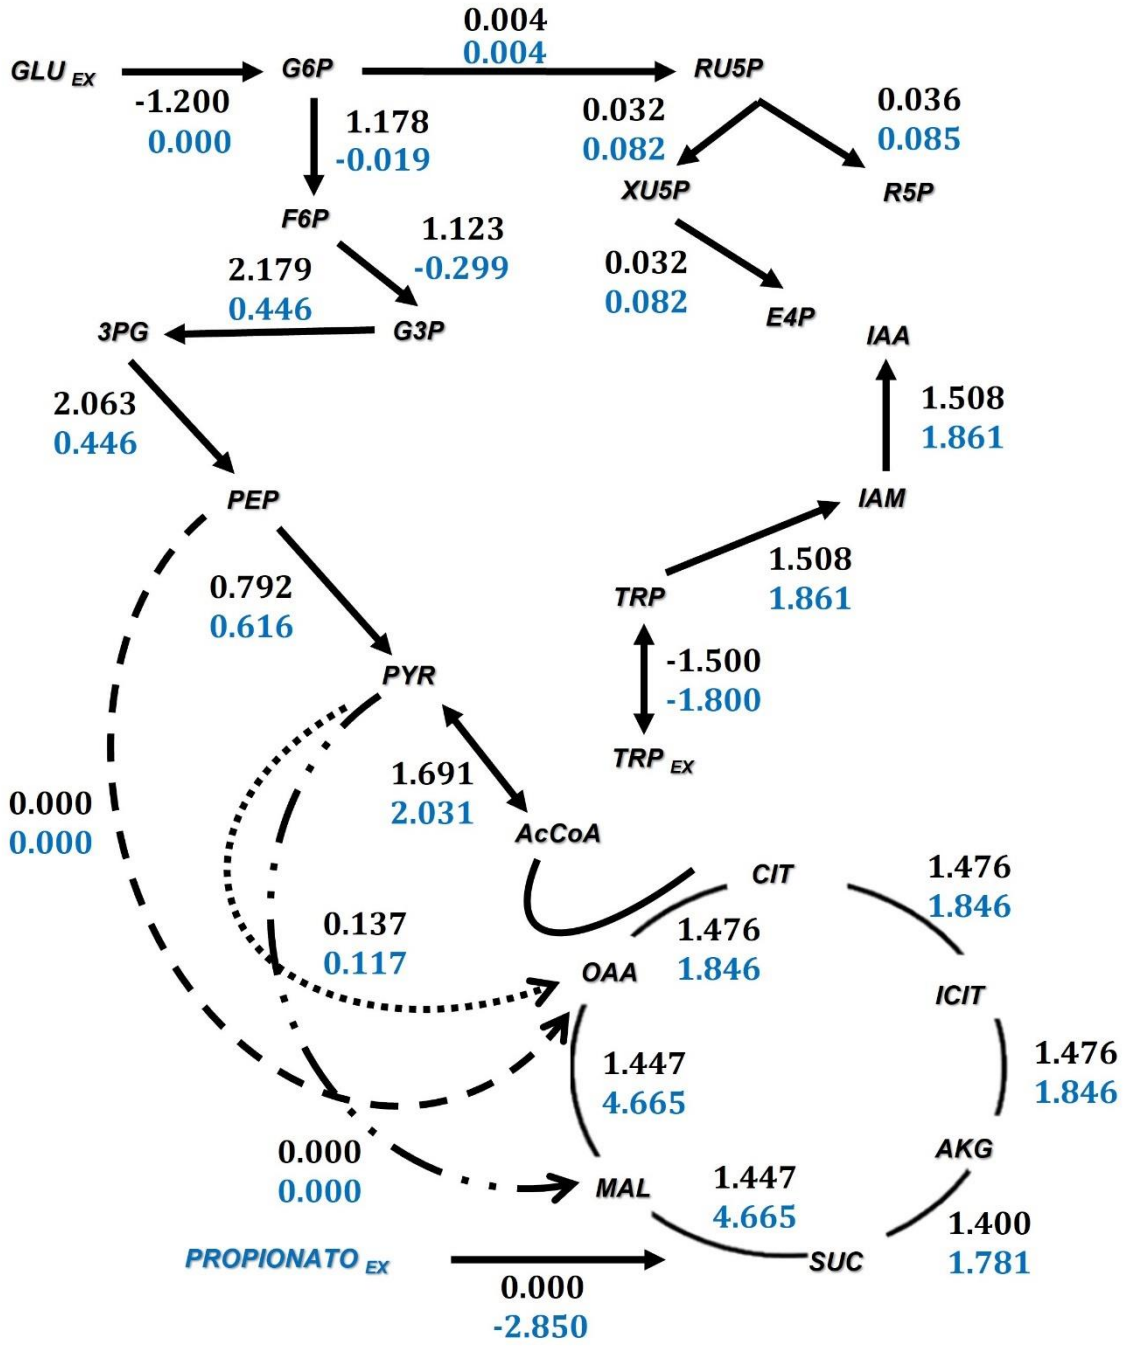 0.004
0.004
GLU EX
G6P
RU5P
-1.200
0.000
1.178
-0.019
0.032
0.082
0.036
0.085
XU5P
R5P
F6P
1.123
-0.299
2.179
0.446
0.032
0.082
3PG
G3P
E4P
IAA
2.063
0.446
1.508
1.861
PEP
IAM
0.792
0.616
1.508
1.861
TRP
PYR
-1.500
-1.800
TRP EX
1.691
2.031
0.000
0.000
AcCoA
CIT
1.476
1.846
0.137
0.117
1.476
1.846
OAA
ICIT
1.447
4.665
1.476
1.846
0.000
0.000
AKG
MAL
1.447
4.665
1.400
1.781
PROPIONATO EX
SUC
0.000
-2.850